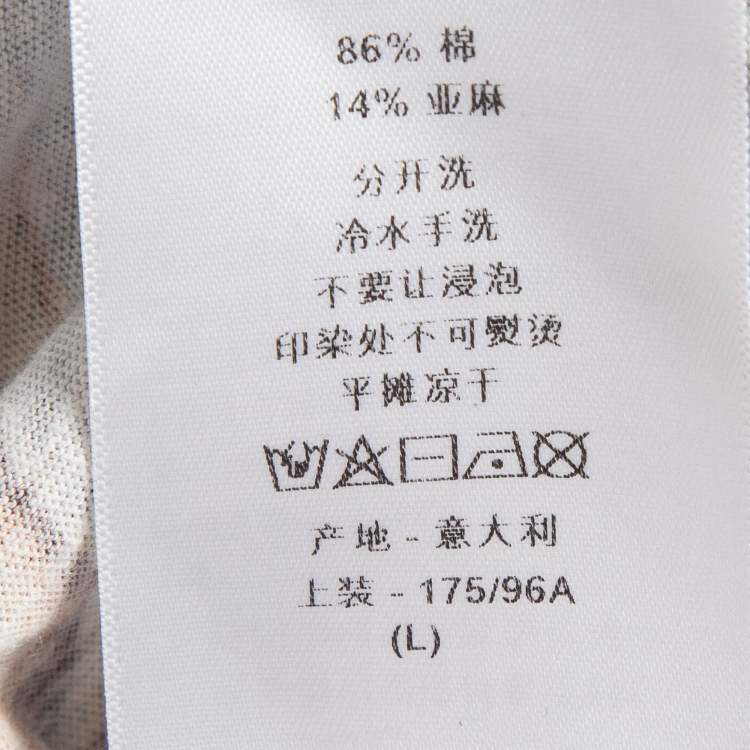 86% 棉
14% 亚麻
分开洗
冷水手洗
不要让浸泡
印染处不可熨烫
平摊凉干
产地 - 意大利
上装 - 175/96A
(L)